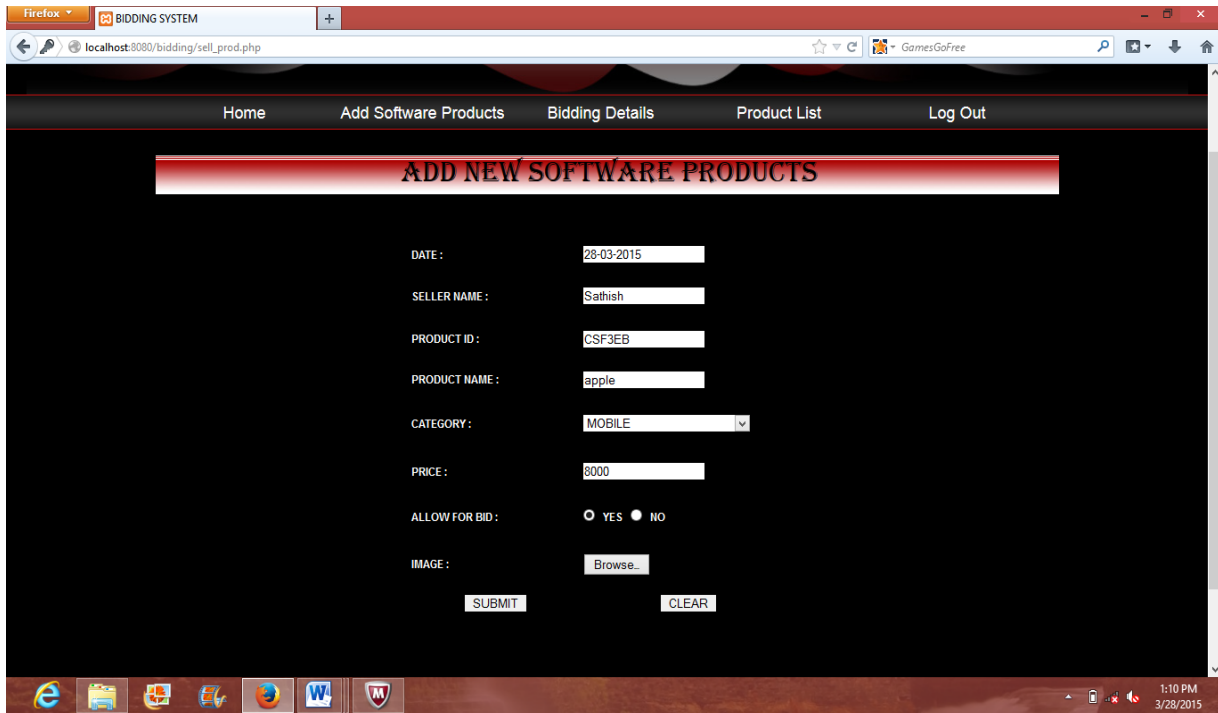 Firefox
BIDDING SYSTEM
+
localhost:8080/bidding/sell_prod.php
GamesGoFree
Home Add Software Products Bidding Details Product List Log Out
ADD NEW SOFTWARE PRODUCTS
DATE : 28-03-2015
SELLER NAME : Sathish
PRODUCT ID : CSF3EB
PRODUCT NAME : apple
CATEGORY : MOBILE
PRICE : 8000
ALLOW FOR BID : YES NO
IMAGE : Browse...
SUBMIT CLEAR
1:10 PM
3/28/2015